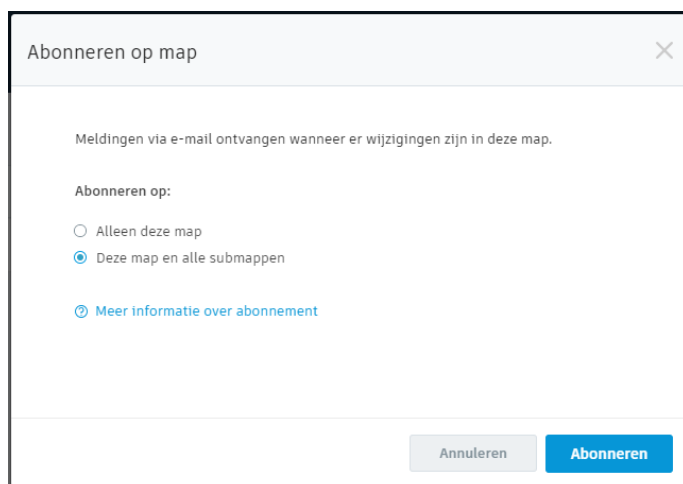 Abonneren op map
Meldingen via e-mail ontvangen wanneer er wijzigingen zijn in deze map.
Abonneren op:
Alleen deze map
Deze map en alle submappen
Meer informatie over abonnement
Annuleren
Abonneren